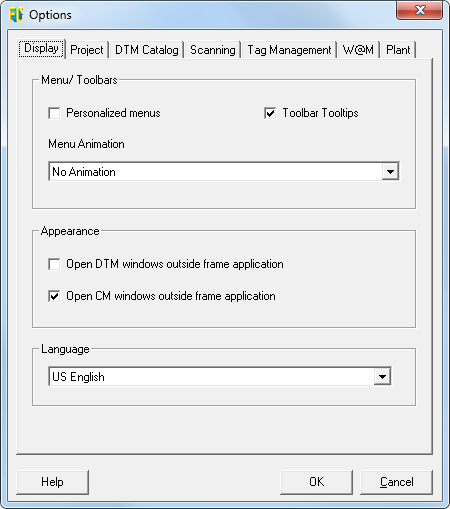 Options
Display Project DTM Catalog Scanning Tag Management W@M Plant
Menu/ Toolbars
Personalized menus Toolbar Tooltips
Menu Animation
No Animation
Appearance
Open DTM windows outside frame application
Open CM windows outside frame application
Language
US English
Help OK Cancel